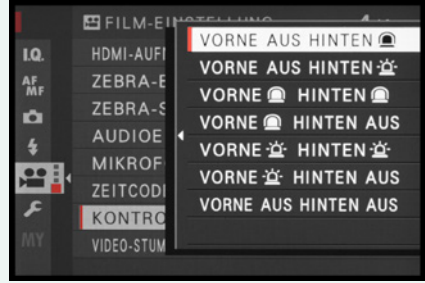 FILM-EINSTELLUNG
I.Q.
AF
MF
MY
HDMI-AUF
ZEBRA-E
ZEBRA-S
AUDIOE
MIKROF
ZEITCOD
KONTRO
VIDEO-STUM
VORNE AUS HINTEN
VORNE AUS HINTEN
VORNE HINTEN
VORNE HINTEN AUS
VORNE HINTEN
VORNE HINTEN AUS
VORNE AUS HINTEN AUS